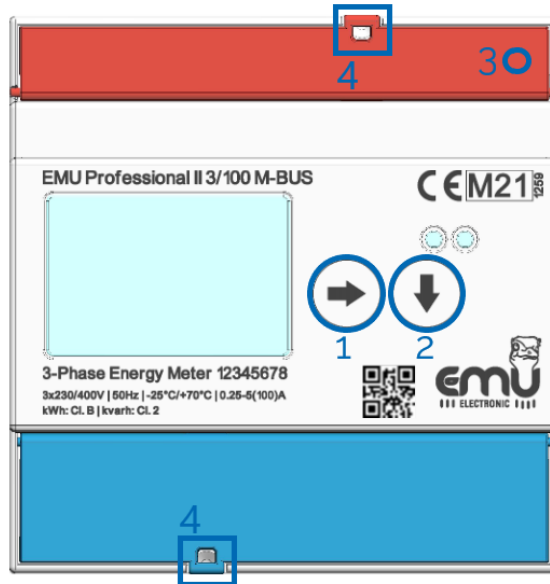 4
3
EMU Professional II 3/100 M-BUS
CE M21 1259
1
2
3-Phase Energy Meter 12345678
3x230/400V | 50Hz | -25°C/+70°C | 0.25-5(100)A
kWh: Cl. B | kvarh: Cl. 2
emu
ELECTRONIC
4